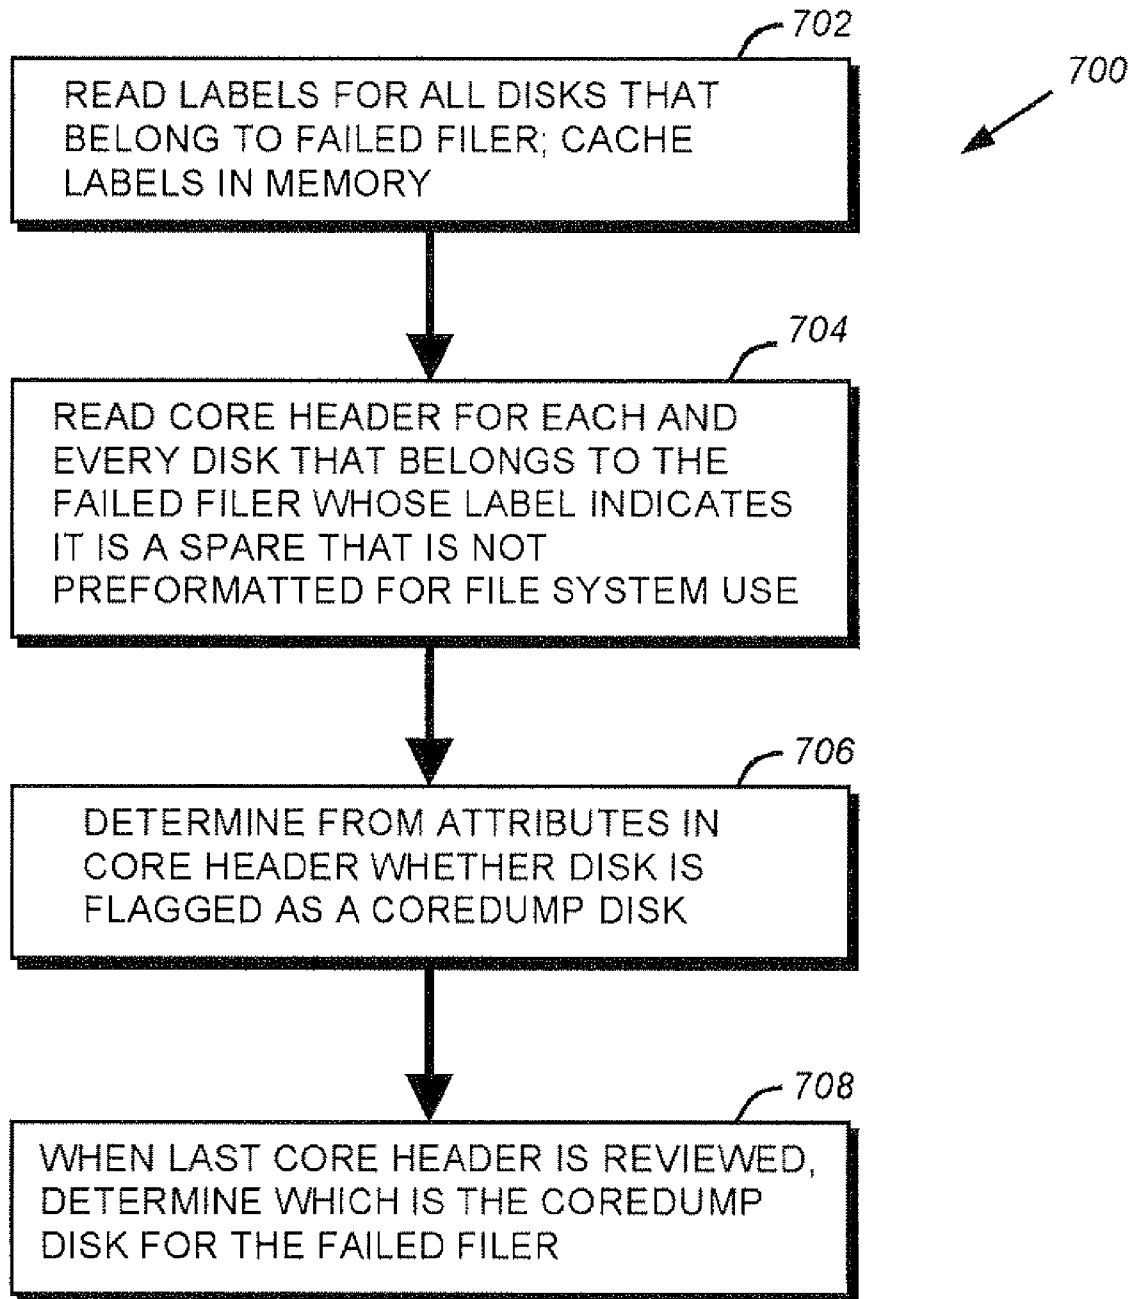 702
700
READ LABELS FOR ALL DISKS THAT
BELONG TO FAILED FILER; CACHE
LABELS IN MEMORY
704
READ CORE HEADER FOR EACH AND
EVERY DISK THAT BELONGS TO THE
FAILED FILER WHOSE LABEL INDICATES
IT IS A SPARE THAT IS NOT
PREFORMATTED FOR FILE SYSTEM USE
706
DETERMINE FROM ATTRIBUTES IN
CORE HEADER WHETHER DISK IS
FLAGGED AS A COREDUMP DISK
708
WHEN LAST CORE HEADER IS REVIEWED,
DETERMINE WHICH IS THE COREDUMP
DISK FOR THE FAILED FILER